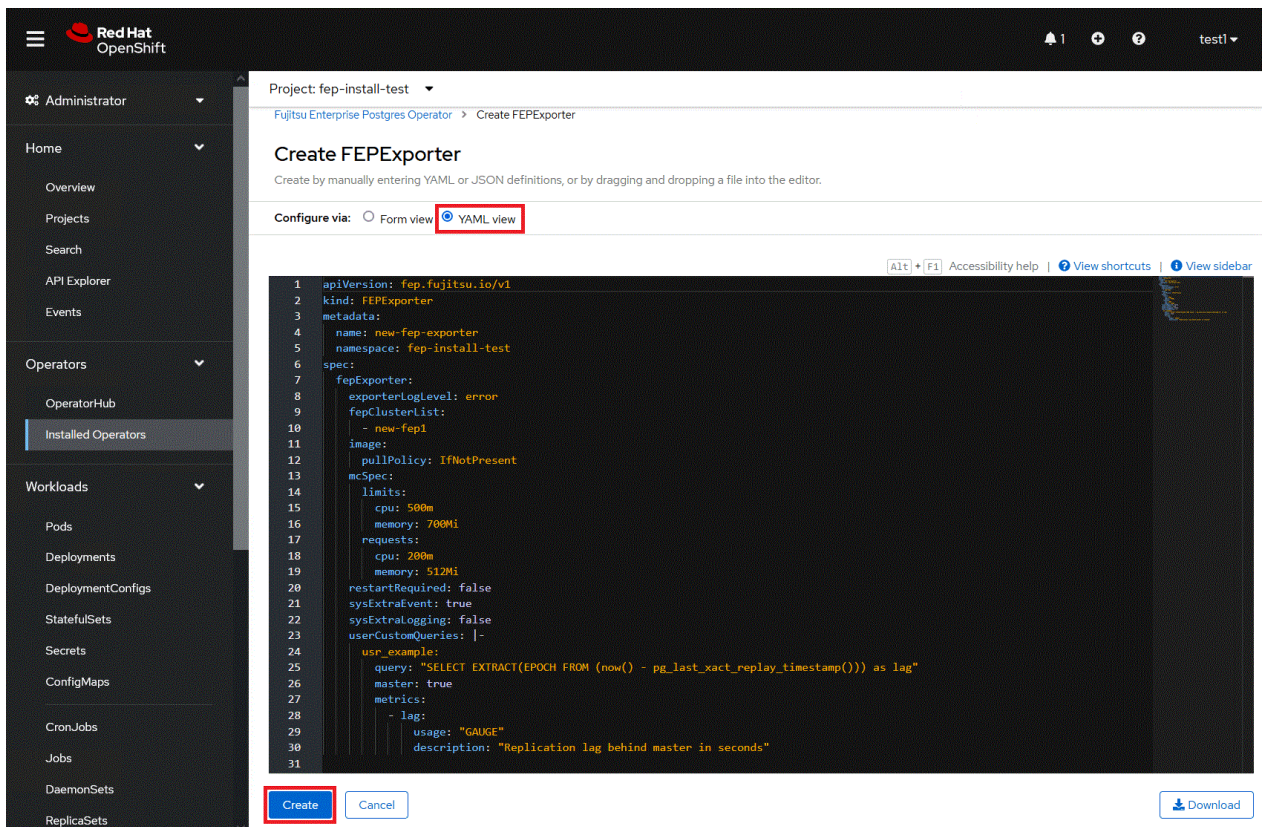 Red Hat
OpenShift
1
test1
Administrator
Home
Overview
Projects
Search
API Explorer
Events
Operators
OperatorHub
Installed Operators
Workloads
Pods
Deployments
DeploymentConfigs
StatefulSets
Secrets
ConfigMaps
CronJobs
Jobs
DaemonSets
ReplicaSets
Project: fep-install-test
Fujitsu Enterprise Postgres Operator > Create FEPExporter
Create FEPExporter
Create by manually entering YAML or JSON definitions, or by dragging and dropping a file into the editor.
Configure via: Form view YAML view
Alt + F1 Accessibility help | View shortcuts | View sidebar
1 apiVersion: fep.fujitsu.io/v1
2 kind: FEPExporter
3 metadata:
4 name: new-fep-exporter
5 namespace: fep-install-test
6 spec:
7 fepExporter:
8 exporterLogLevel: error
9 fepClusterList:
10 - new-fep1
11 image:
12 pullPolicy: IfNotPresent
13 mcSpec:
14 limits:
15 cpu: 500m
16 memory: 700Mi
17 requests:
18 cpu: 200m
19 memory: 512Mi
20 restartRequired: false
21 sysExtraEvent: true
22 sysExtraLogging: false
23 userCustomQueries: |-
24 usr_example:
25 query: "SELECT EXTRACT(EPOCH FROM (now() - pg_last_xact_replay_timestamp())) as lag"
26 master: true
27 metrics:
28 - lag:
29 usage: "GAUGE"
30 description: "Replication lag behind master in seconds"
31
Create Cancel Download